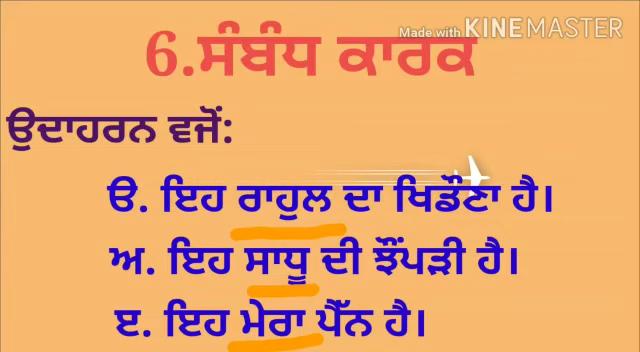 Made with KINEMASTER
6.ਸੰਬੰਧ ਕਾਰਕ
ਉਦਾਹਰਨ ਵਜੋਂ:
ੳ. ਇਹ ਰਾਹੁਲ ਦਾ ਖਿਡੌਣਾ ਹੈ।
ਅ. ਇਹ ਸਾਧੂ ਦੀ ਝੌਂਪੜੀ ਹੈ।
ੲ. ਇਹ ਮੇਰਾ ਪੈੱਨ ਹੈ।